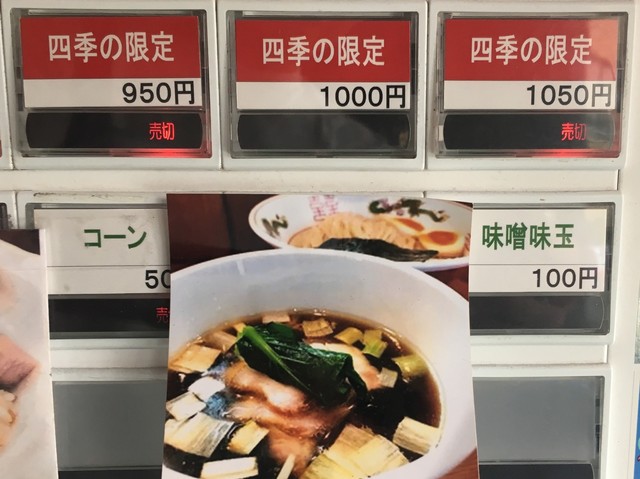 四季の限定
950円
売切
四季の限定
1000円
四季の限定
1050円
売切
コーン
味噌味玉
100円